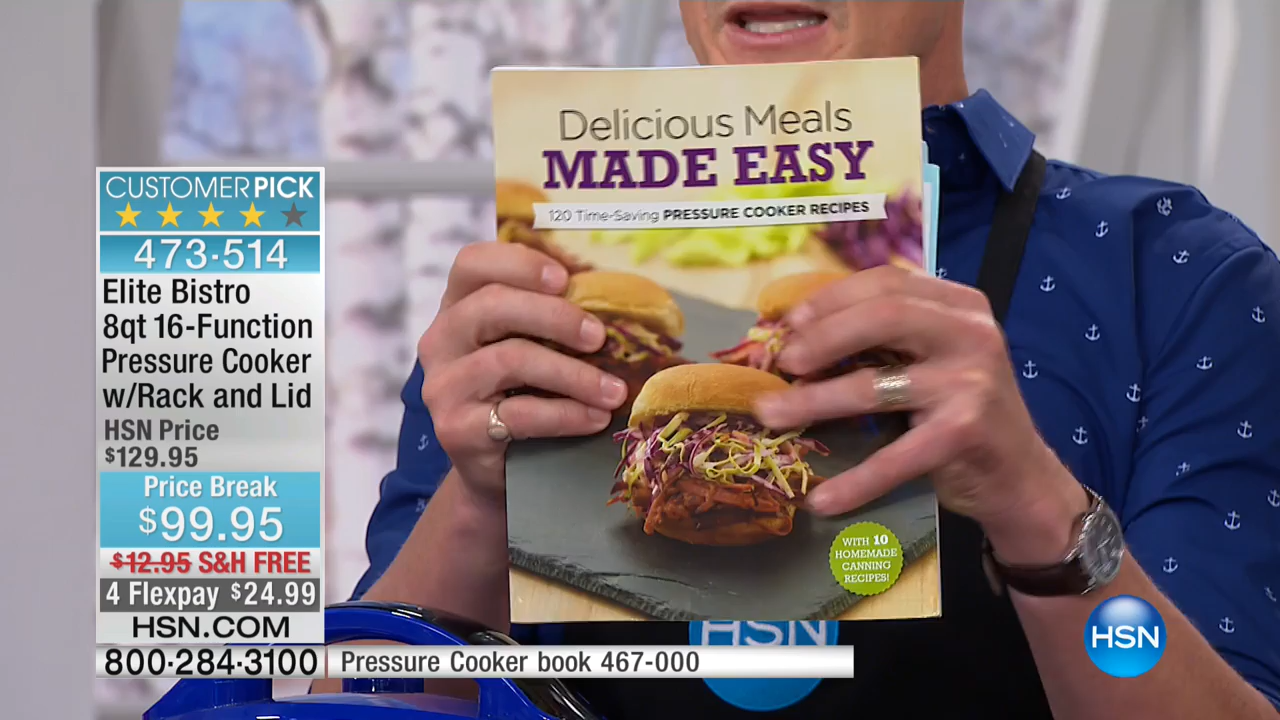 CUSTOMER PICK
473-514
Elite Bistro
8qt 16-Function
Pressure Cooker
w/Rack and Lid
HSN Price
$129.95
Price Break
$99.95
$12.95 S&H FREE
4 Flexpay $24.99
HSN.COM
800·284·3100
Pressure Cooker book 467-000
Delicious Meals
MADE EASY
120 Time-Saving PRESSURE COOKER RECIPES
WITH 10
HOMEMADE
CANNING
RECIPES!
HSN
HSN